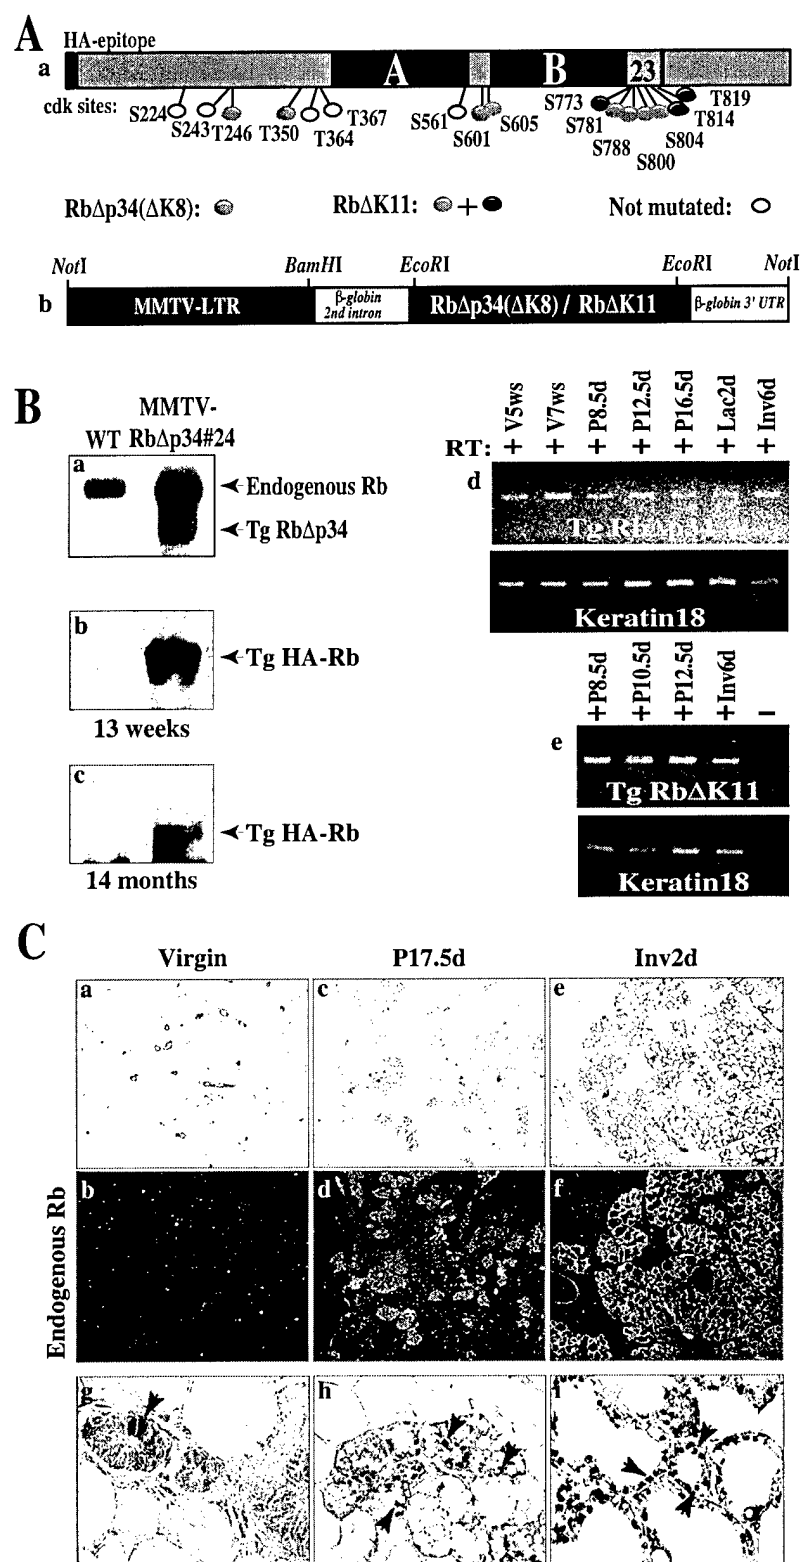 A
HA-epitope
a
A
B
23
cdk sites:
S224
S243
T246
T350
T364
T367
S561
S601
S605
S773
S781
S788
S800
S804
T814
T819
RbΔp34(ΔK8):
RbΔK11:
+
Not mutated:
NotI
BamHI
EcoRI
EcoRI
NotI
b
MMTV-LTR
β-globin
2nd intron
RbΔp34(ΔK8) / RbΔK11
β-globin 3' UTR
B
WT
MMTV-
RbΔp34#24
a
Endogenous Rb
Tg RbΔp34
b
Tg HA-Rb
13 weeks
c
Tg HA-Rb
14 months
RT:
+ V5ws
+ V7ws
+ P8.5d
+ P12.5d
+ P16.5d
+ Lac2d
+ Inv6d
d
Tg RbΔp34
Keratin18
+P8.5d
+P10.5d
+P12.5d
+Inv6d
−
e
Tg RbΔK11
Keratin18
C
Virgin
P17.5d
Inv2d
a
c
e
Endogenous Rb
b
d
f
g
h
i